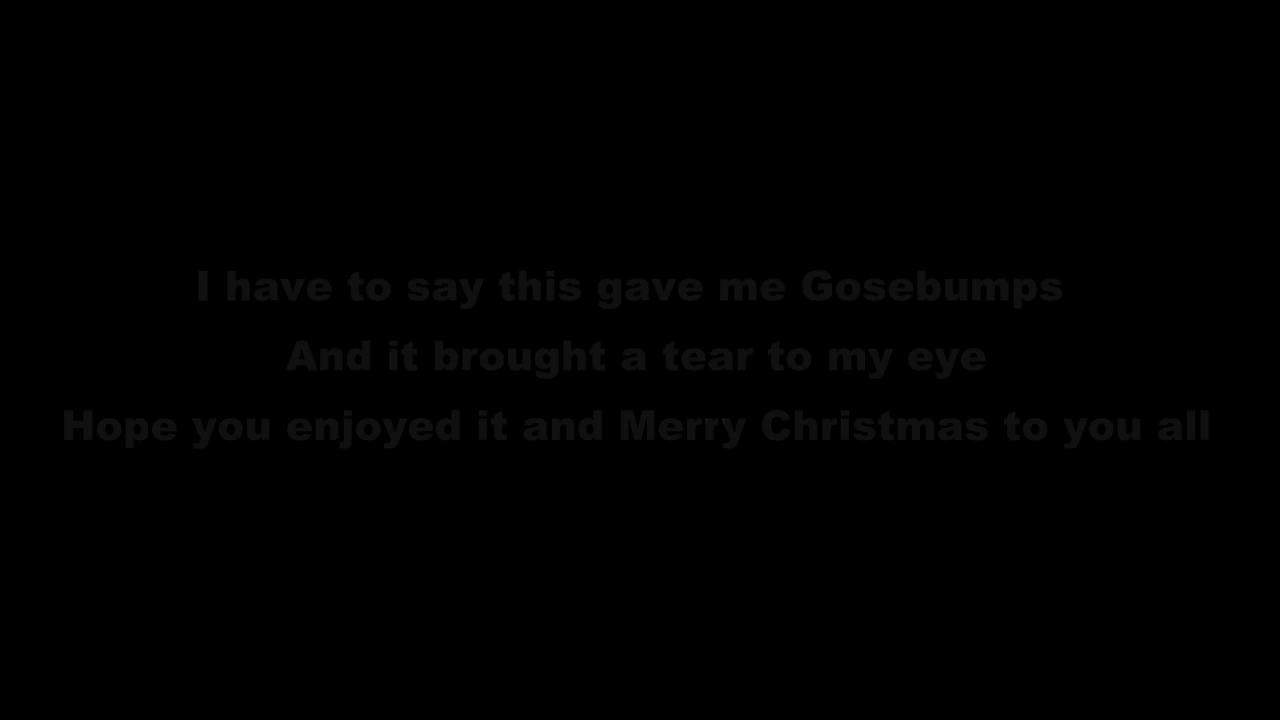 I have to say this gave me Gosebumps
And it brought a tear to my eye
Hope you enjoyed it and Merry Christmas to you all